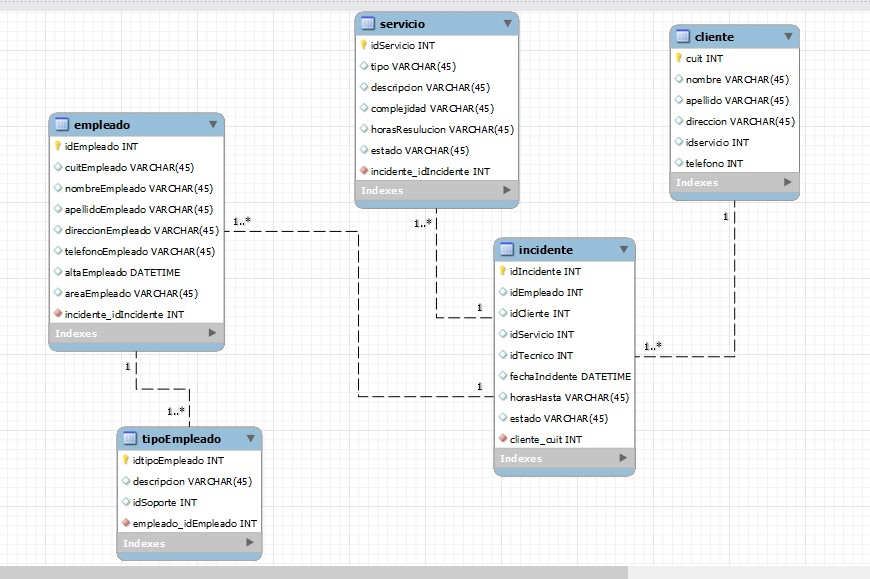 servicio
idServicio INT
tipo VARCHAR(45)
descripcion VARCHAR(45)
complejidad VARCHAR(45)
horasResulucion VARCHAR(45)
estado VARCHAR(45)
incidente_idIncidente INT
Indexes
cliente
cuit INT
nombre VARCHAR(45)
apellido VARCHAR(45)
direccion VARCHAR(45)
idservicio INT
telefono INT
Indexes
empleado
idEmpleado INT
cuitEmpleado VARCHAR(45)
nombreEmpleado VARCHAR(45)
apellidoEmpleado VARCHAR(45)
direccionEmpleado VARCHAR(45)
telefonoEmpleado VARCHAR(45)
altaEmpleado DATETIME
areaEmpleado VARCHAR(45)
incidente_idIncidente INT
Indexes
1..*
1..*
1
1
1
1..*
incidente
idIncidente INT
idEmpleado INT
idCliente INT
idServicio INT
idTecnico INT
fechaIncidente DATETIME
horasHasta VARCHAR(45)
estado VARCHAR(45)
cliente_cuit INT
Indexes
1
1..*
tipoEmpleado
idtipoEmpleado INT
descripcion VARCHAR(45)
idSoporte INT
empleado_idEmpleado INT
Indexes